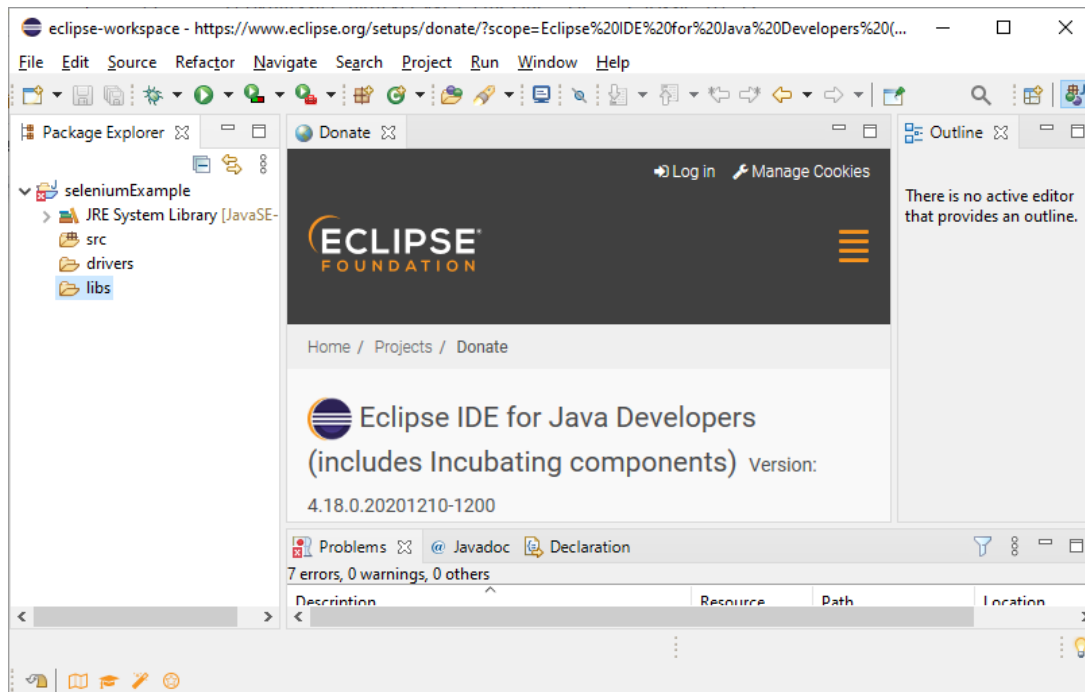 eclipse-workspace - https://www.eclipse.org/setups/donate/?scope=Eclipse%20IDE%20for%20Java%20Developers%20(...
File Edit Source Refactor Navigate Search Project Run Window Help
Package Explorer
Donate
Outline
seleniumExample
JRE System Library [JavaSE-
src
drivers
libs
Log in Manage Cookies
ECLIPSE
FOUNDATION
Home / Projects / Donate
Eclipse IDE for Java Developers
(includes Incubating components) Version:
4.18.0.20201210-1200
There is no active editor
that provides an outline.
Problems @ Javadoc Declaration
7 errors, 0 warnings, 0 others
Description Resource Path Location